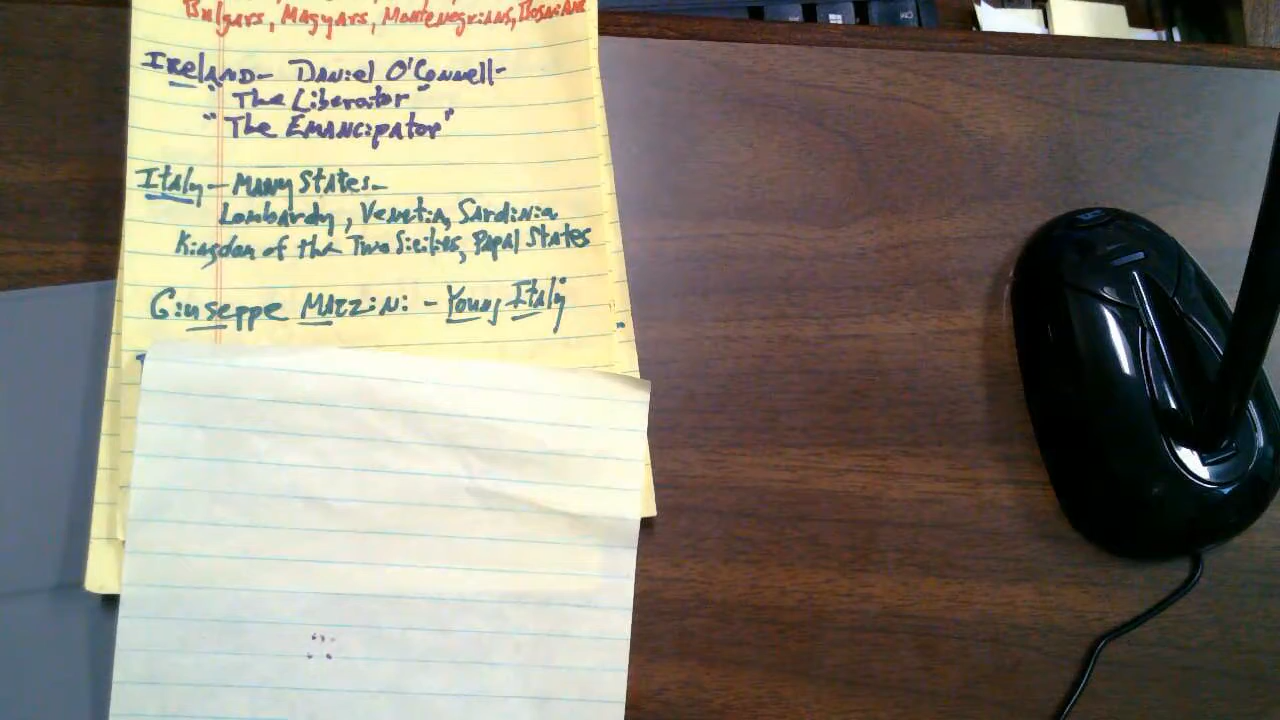 Bulgars, Magyars, Montenegrians, Bosnians
Ireland- Daniel O'Connell-
"The Liberator"
"The Emancipator"
Italy - Many States-
Lombardy, Venetia, Sardinia
Kingdom of the Two Sicilies, Papal States
Giuseppe Mazzini - Young Italy